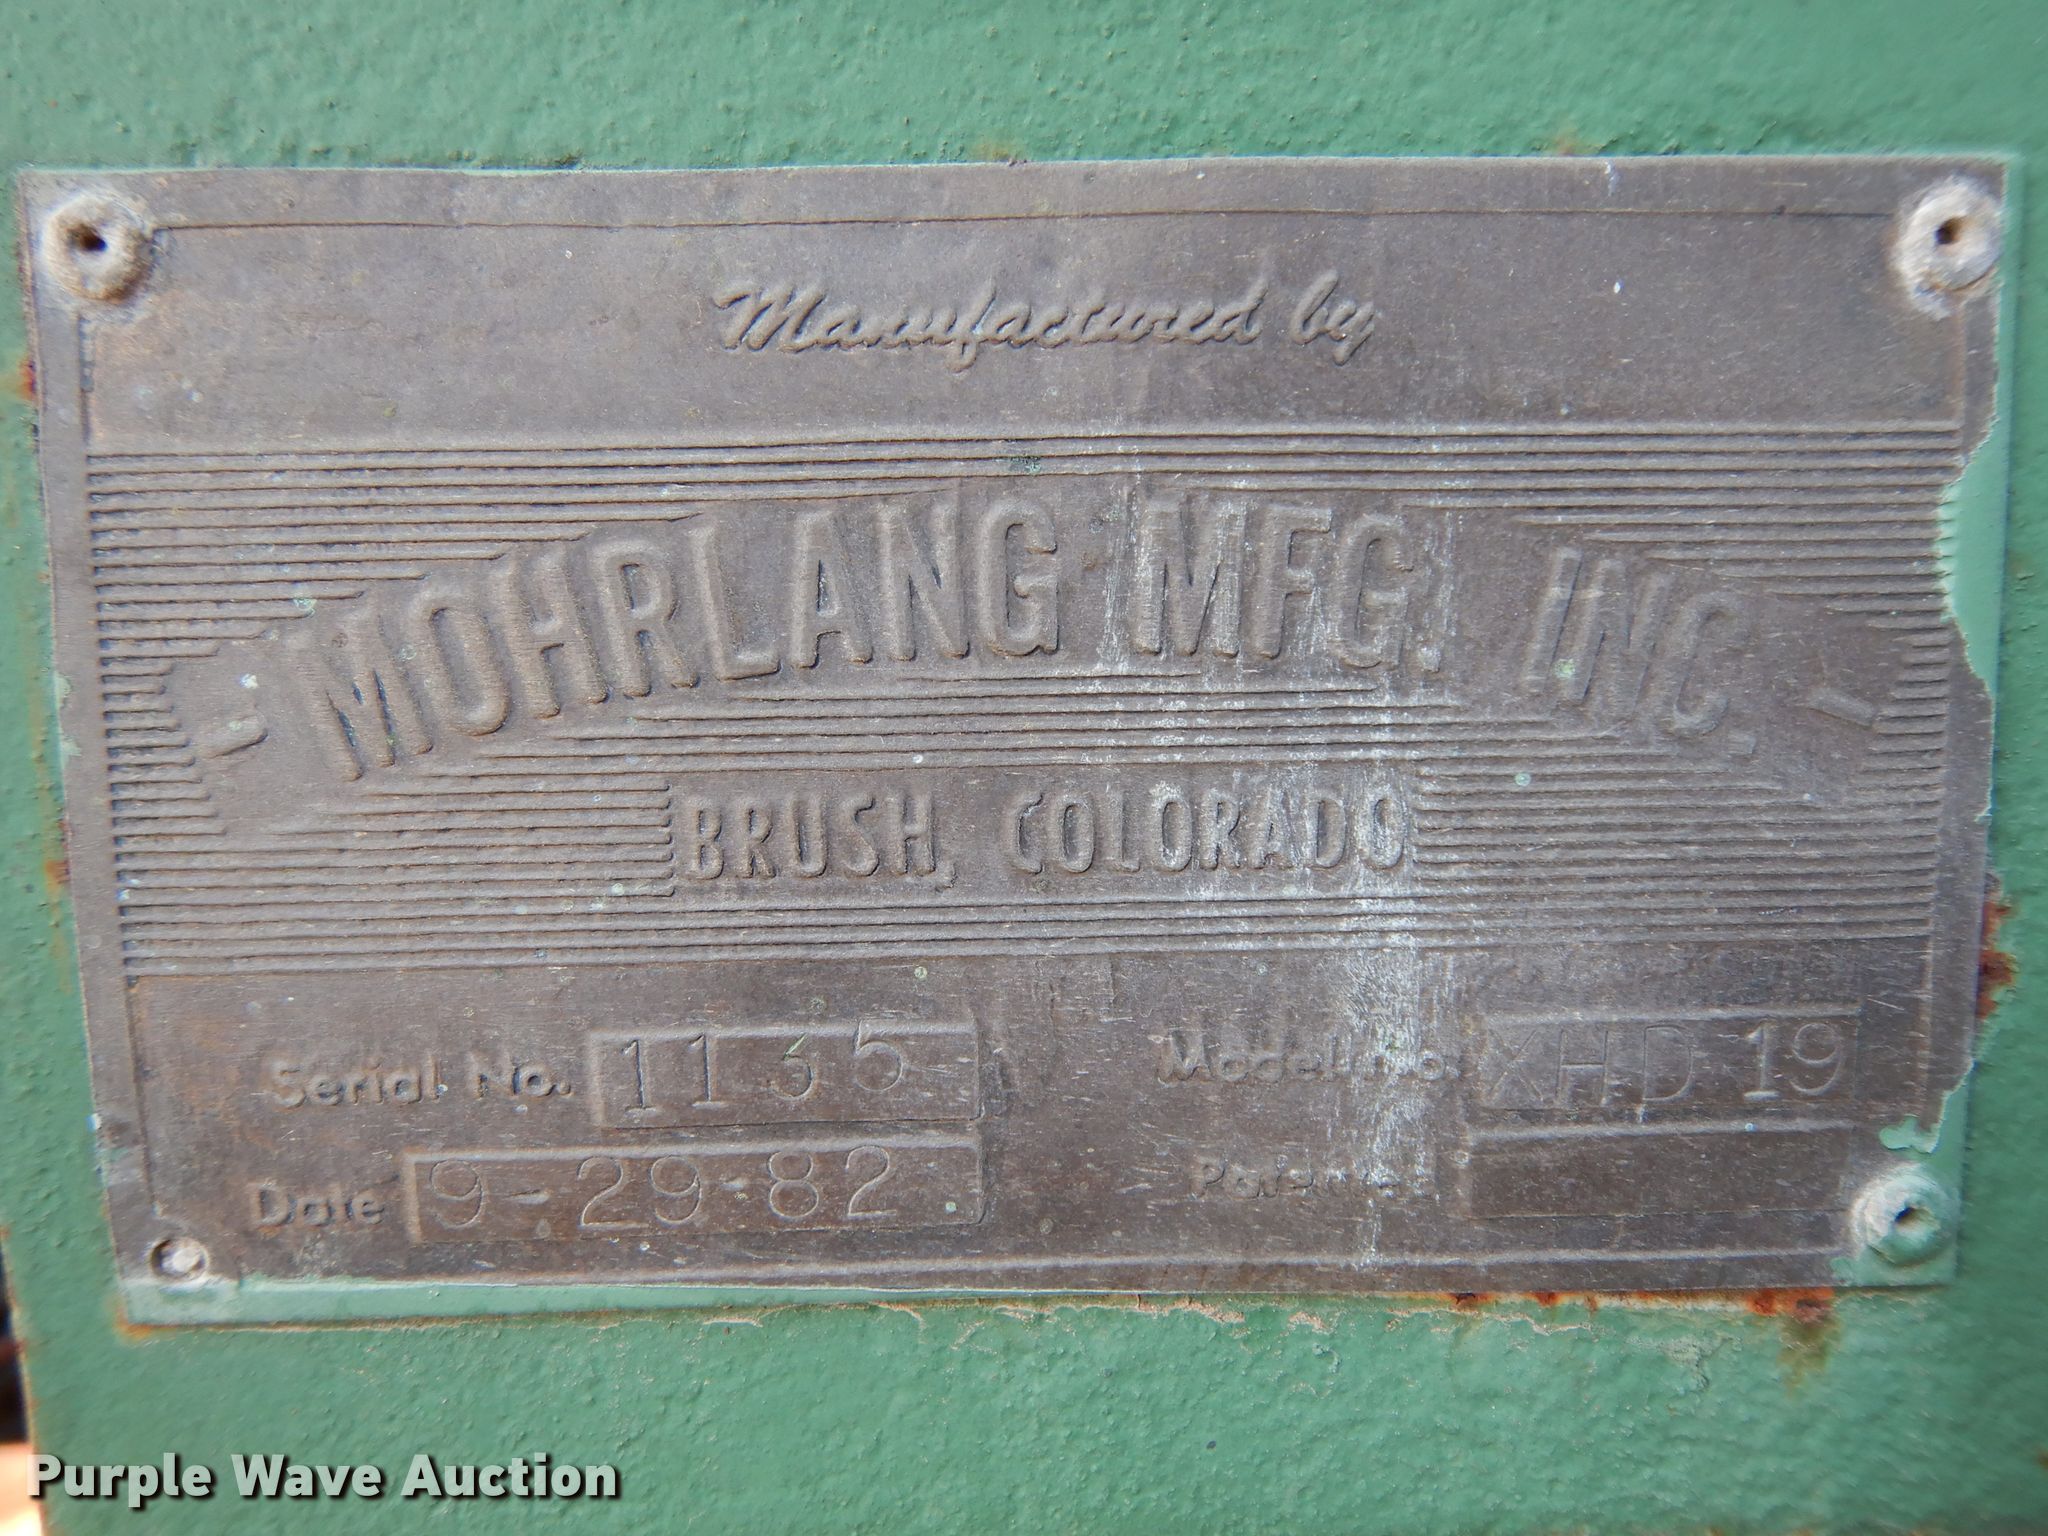 Manufactured by
- MOHRLANG MFG. INC. -
BRUSH, COLORADO
Serial No. 1135 Model No. XHD 19
Date 9-29-82
Purple Wave Auction